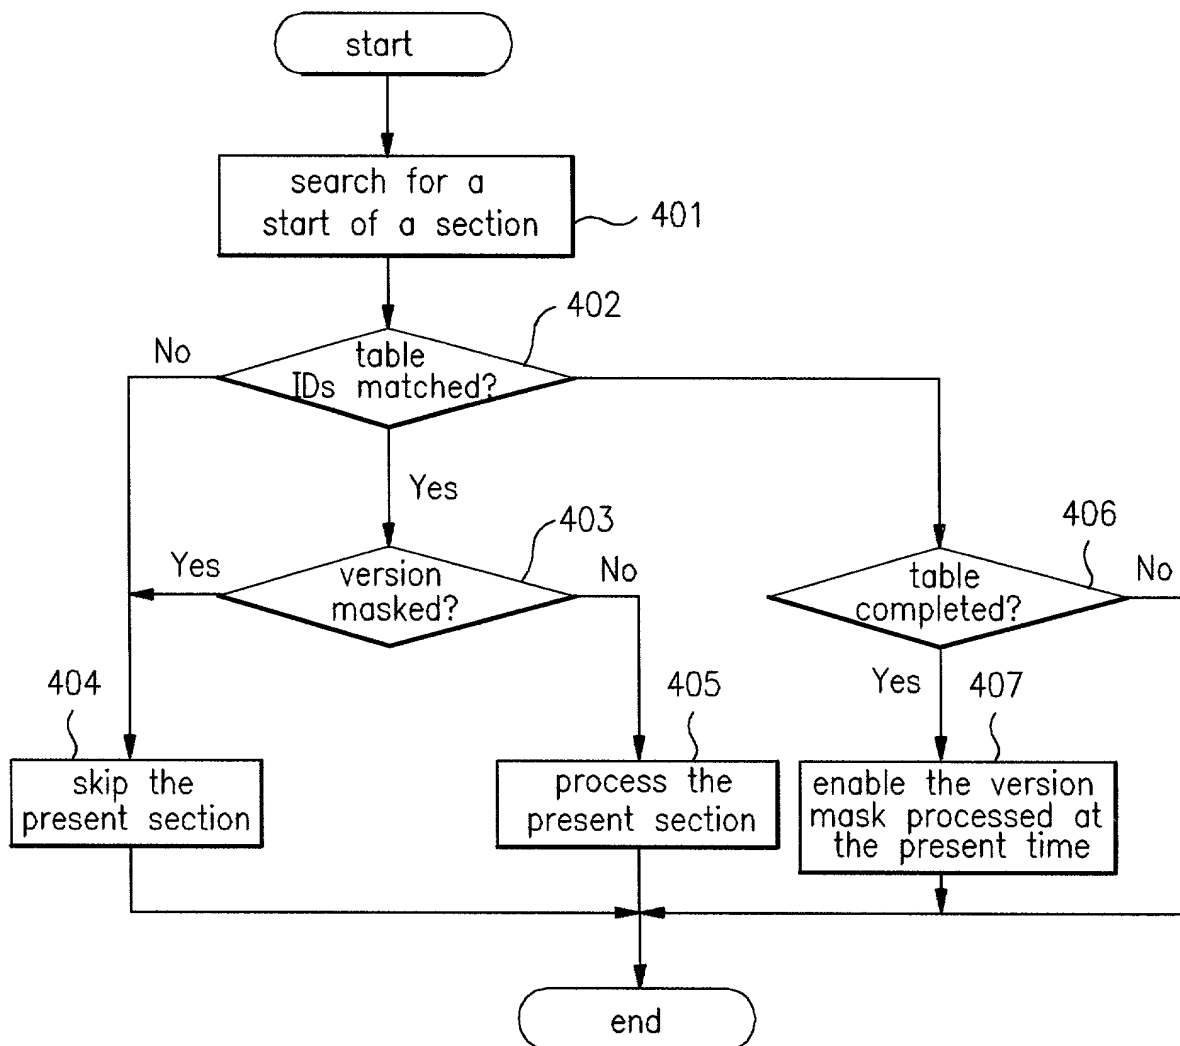 start
search for a
start of a section
401
402
No
table
IDs matched?
Yes
403
406
Yes
version
masked?
No
table
completed?
No
404
405
Yes
407
skip the
present section
process the
present section
enable the version
mask processed at
the present time
end